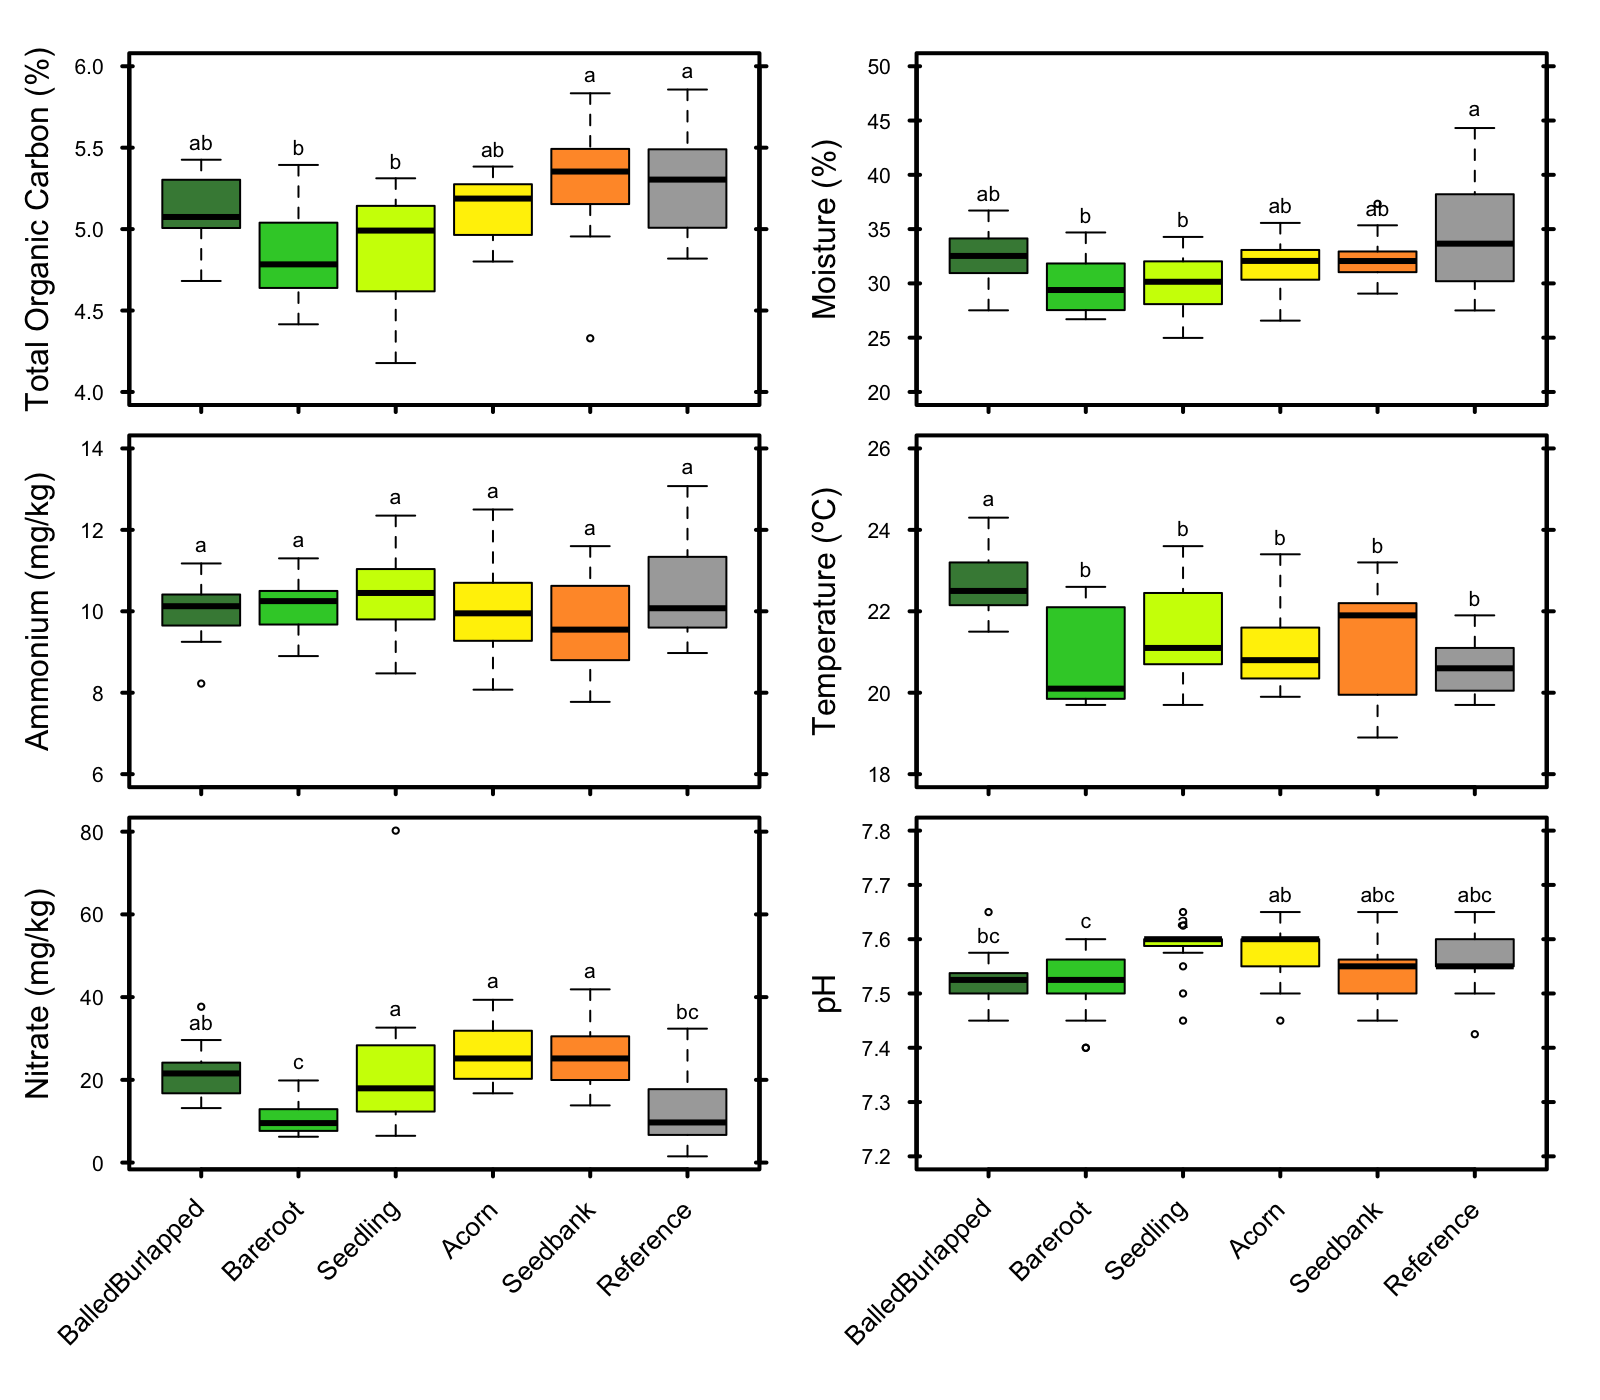 Total Organic Carbon (%)
6.0
5.5
5.0
4.5
4.0
ab
b
b
ab
a
a
Moisture (%)
50
45
40
35
30
25
20
ab
b
b
ab
ab
a
Ammonium (mg/kg)
14
12
10
8
6
a
a
a
a
a
a
Temperature (ºC)
26
24
22
20
18
a
b
b
b
b
b
Nitrate (mg/kg)
80
60
40
20
0
ab
c
a
a
a
bc
BalledBurlapped
Bareroot
Seedling
Acorn
Seedbank
Reference
pH
7.8
7.7
7.6
7.5
7.4
7.3
7.2
bc
c
a
ab
abc
abc
BalledBurlapped
Bareroot
Seedling
Acorn
Seedbank
Reference